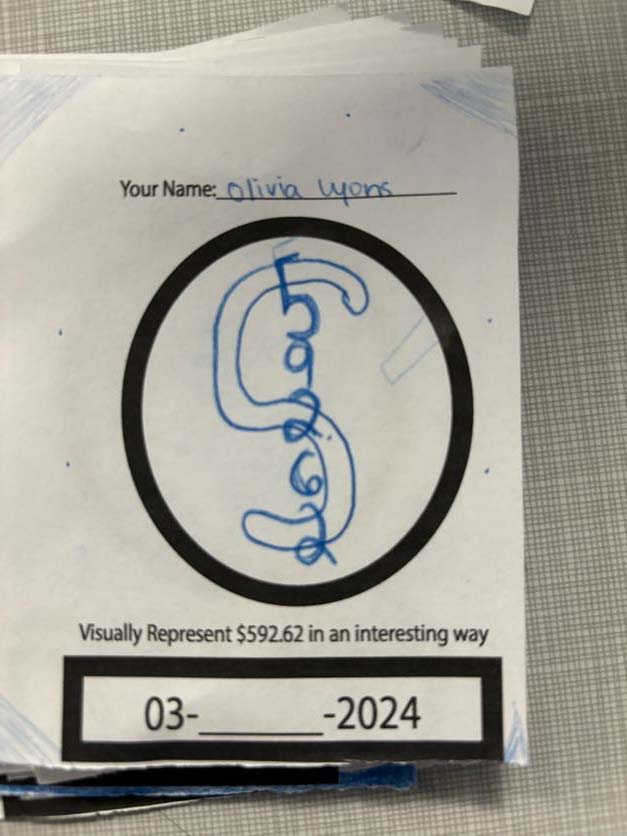 Your Name: Olivia Lyons
592.62
Visually Represent $592.62 in an interesting way
03-______-2024